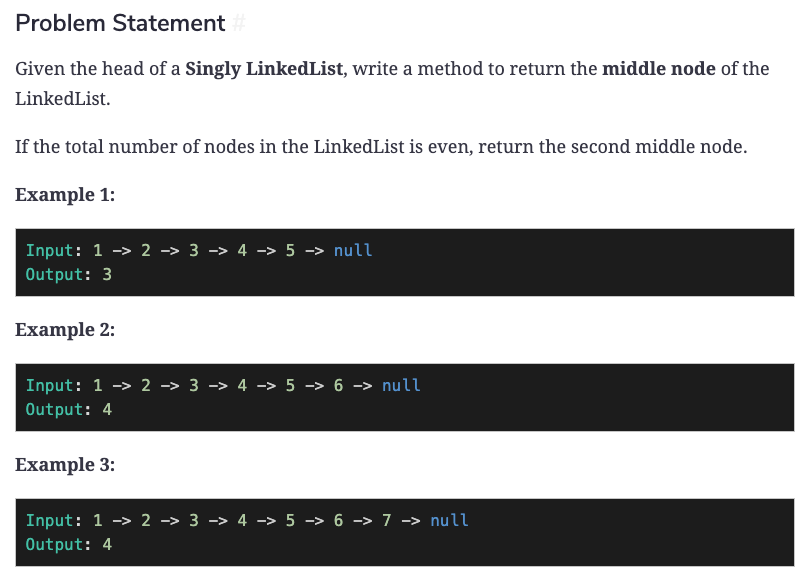 Problem Statement #
Given the head of a Singly LinkedList, write a method to return the middle node of the
LinkedList.
If the total number of nodes in the LinkedList is even, return the second middle node.
Example 1:
Input: 1 -> 2 -> 3 -> 4 -> 5 -> null
Output: 3
Example 2:
Input: 1 -> 2 -> 3 -> 4 -> 5 -> 6 -> null
Output: 4
Example 3:
Input: 1 -> 2 -> 3 -> 4 -> 5 -> 6 -> 7 -> null
Output: 4